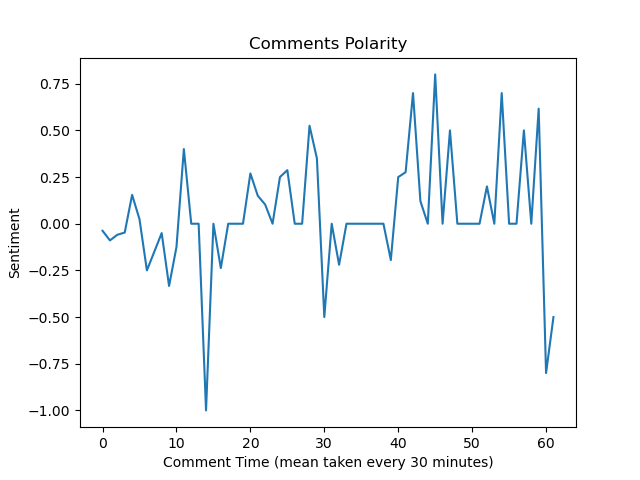 Comments Polarity
Sentiment
0.75
0.50
0.25
0.00
−0.25
−0.50
−0.75
−1.00
0 10 20 30 40 50 60
Comment Time (mean taken every 30 minutes)